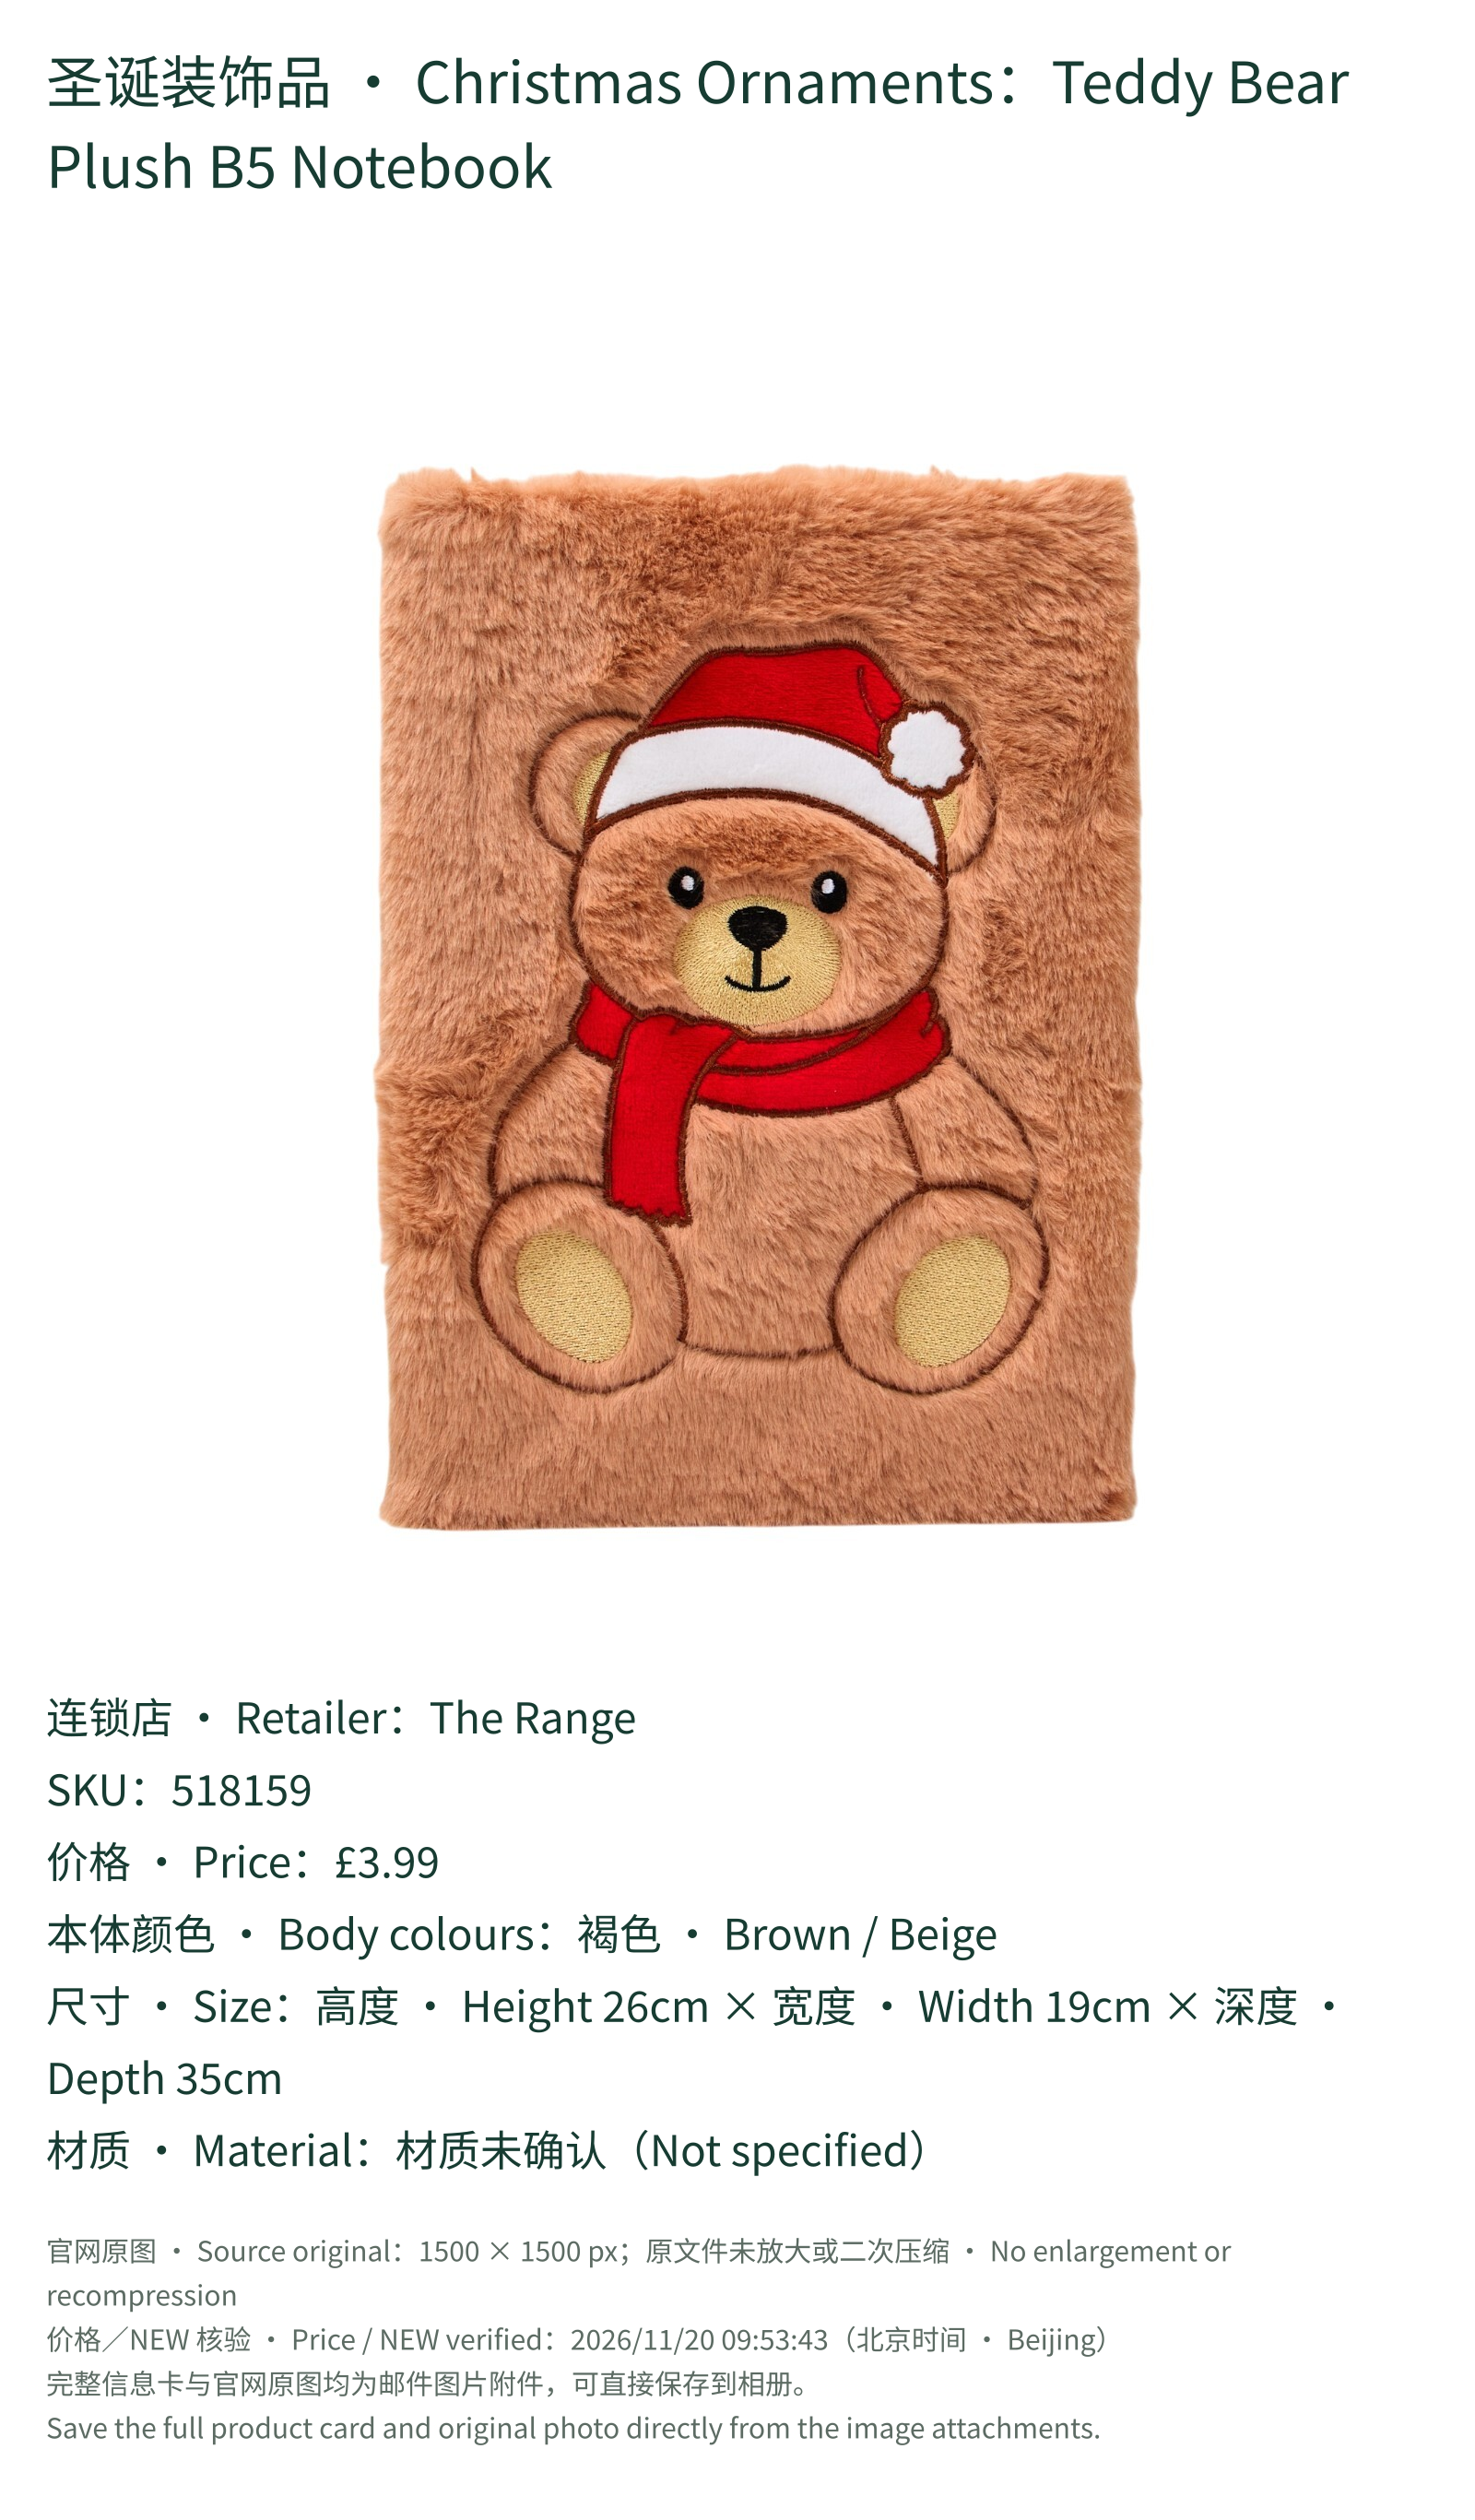 圣诞装饰品 · Christmas Ornaments：Teddy Bear
Plush B5 Notebook
连锁店 · Retailer：The Range
SKU：518159
价格 · Price：£3.99
本体颜色 · Body colours：褐色 · Brown / Beige
尺寸 · Size：高度 · Height 26cm × 宽度 · Width 19cm × 深度 ·
Depth 35cm
材质 · Material：材质未确认（Not specified）
官网原图 · Source original：1500 × 1500 px；原文件未放大或二次压缩 · No enlargement or
recompression
价格／NEW 核验 · Price / NEW verified：2026/11/20 09:53:43（北京时间 · Beijing）
完整信息卡与官网原图均为邮件图片附件，可直接保存到相册。
Save the full product card and original photo directly from the image attachments.